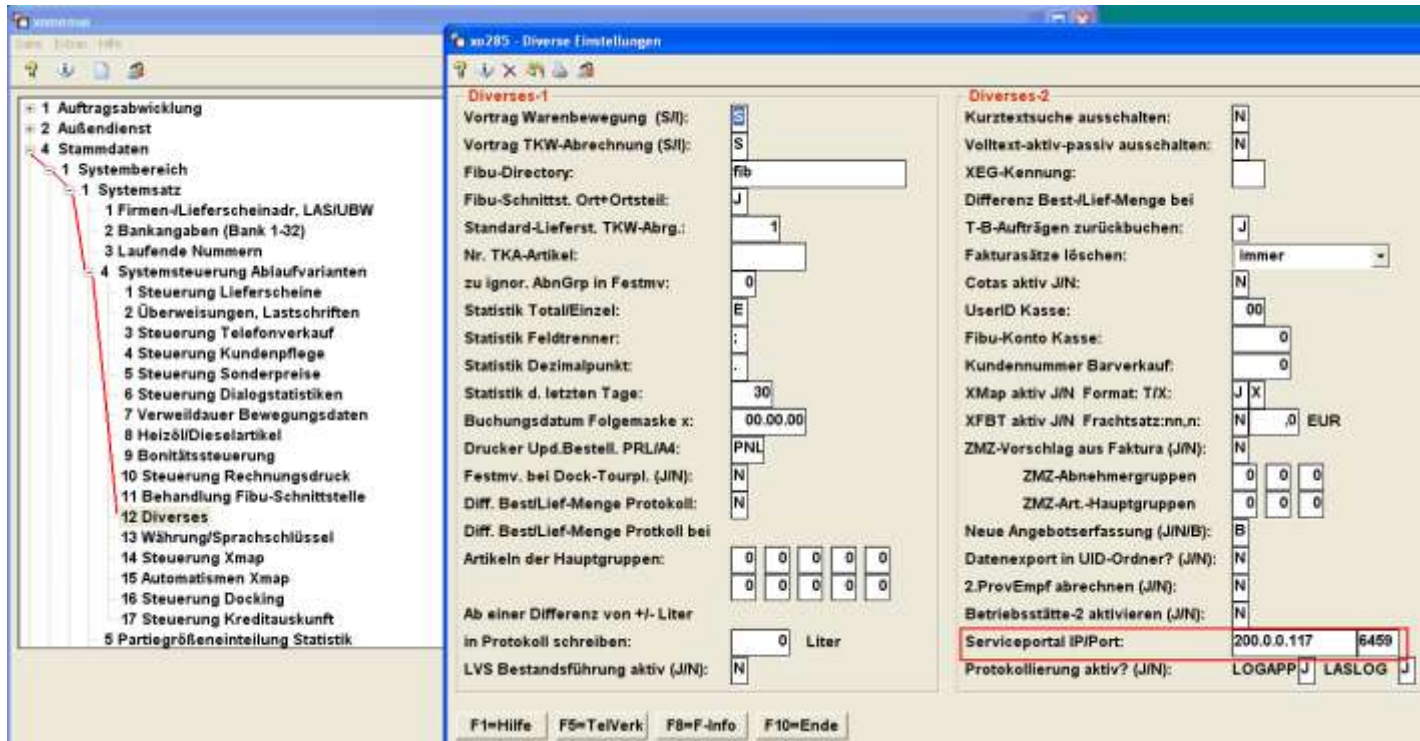 xo285 - Diverse Einstellungen
1 Auftragsabwicklung
2 Außendienst
4 Stammdaten
1 Systembereich
1 Systemsatz
1 Firmen-/Lieferscheinadr, LAS/UBW
2 Bankangaben (Bank 1-32)
3 Laufende Nummern
4 Systemsteuerung Ablaufvarianten
1 Steuerung Lieferscheine
2 Überweisungen, Lastschriften
3 Steuerung Telefonverkauf
4 Steuerung Kundenpflege
5 Steuerung Sonderpreise
6 Steuerung Dialogstatistiken
7 Verweildauer Bewegungsdaten
8 Heizöl/Dieselartikel
9 Bonitätssteuerung
10 Steuerung Rechnungsdruck
11 Behandlung Fibu-Schnittstelle
12 Diverses
13 Währung/Sprachschlüssel
14 Steuerung Xmap
15 Automatismen Xmap
16 Steuerung Docking
17 Steuerung Kreditauskunft
5 Partiegrößeneinteilung Statistik
Diverses-1
Vortrag Warenbewegung (S/I): S
Vortrag TKW-Abrechnung (S/I): S
Fibu-Directory: fib
Fibu-Schnittst. Ort+Ortsteil: J
Standard-Lieferst. TKW-Abrg.: 1
Nr. TKA-Artikel:
zu ignor. AbnGrp in Festmv: 0
Statistik Total/Einzel: E
Statistik Feldtrenner: ;
Statistik Dezimalpunkt: .
Statistik d. letzten Tage: 30
Buchungsdatum Folgemaske x: 00.00.00
Drucker Upd.Bestell. PRL/A4: PNL
Festmv. bei Dock-Tourpl. (J/N): N
Diff. Best/Lief-Menge Protokoll: N
Diff. Best/Lief-Menge Protkoll bei
Artikeln der Hauptgruppen: 0 0 0 0 0
0 0 0 0 0
Ab einer Differenz von +/- Liter
in Protokoll schreiben: 0 Liter
LVS Bestandsführung aktiv (J/N): N
Diverses-2
Kurztextsuche ausschalten: N
Volltext-aktiv-passiv ausschalten: N
XEG-Kennung:
Differenz Best-/Lief-Menge bei
T-B-Aufträgen zurückbuchen: J
Fakturasätze löschen: Immer
Cotas aktiv J/N: N
UserID Kasse: 00
Fibu-Konto Kasse: 0
Kundennummer Barverkauf: 0
XMap aktiv J/N Format: T/X: J X
XFBT aktiv J/N Frachtsatz:nn,n: N ,0 EUR
ZMZ-Vorschlag aus Faktura (J/N): N
ZMZ-Abnehmergruppen 0 0 0
ZMZ-Art.-Hauptgruppen 0 0 0
Neue Angebotserfassung (J/N/B): B
Datenexport in UID-Ordner? (J/N): N
2.ProvEmpf abrechnen (J/N): N
Betriebsstätte-2 aktivieren (J/N): N
Serviceportal IP/Port: 200.0.0.117 6459
Protokollierung aktiv? (J/N): LOGAPP J LASLOG J
F1=Hilfe F5=TelVerk F8=F-Info F10=Ende